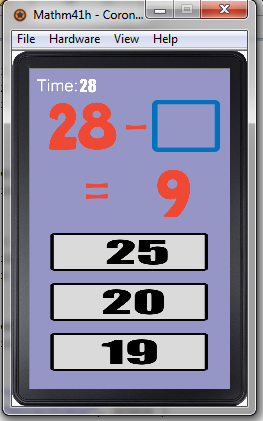 Mathm41h - Coron...
File Hardware View Help
Time:28
28 -
= 9
25
20
19